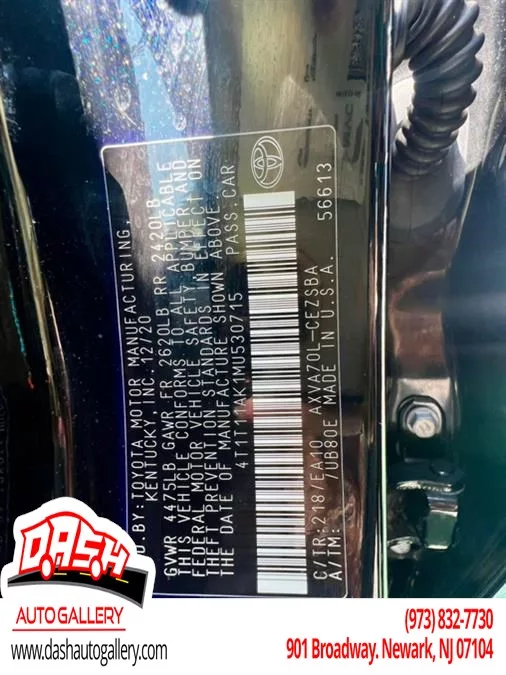 MFD. BY: TOYOTA MOTOR MANUFACTURING,
KENTUCKY, INC. 12/20
GVWR 4475LB GAWR FR 2620LB RR 2420LB
THIS VEHICLE CONFORMS TO ALL APPLICABLE
FEDERAL MOTOR VEHICLE SAFETY, BUMPER AND
THEFT PREVENTION STANDARDS IN EFFECT ON
THE DATE OF MANUFACTURE SHOWN ABOVE.
4T1T11AK1MU530715 PASS.CAR
C/TR:218/EA10 AXVA70L-CEZSBA 56613
A/TM: /UB80E MADE IN U.S.A.
DASH
AUTO GALLERY
www.dashautogallery.com
(973) 832-7730
901 Broadway. Newark, NJ 07104